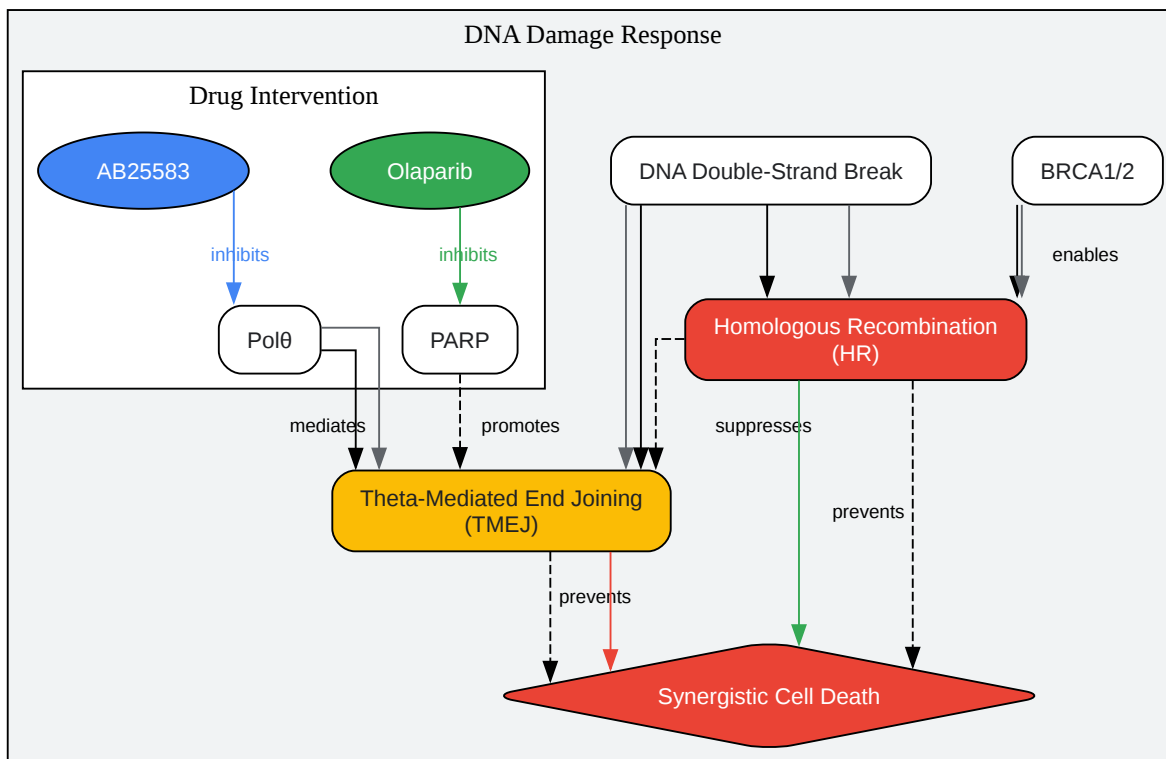 DNA Damage Response
Drug Intervention
AB25583
Olaparib
DNA Double-Strand Break
BRCA1/2
inhibits
inhibits
enables
Polθ
PARP
Homologous Recombination
(HR)
mediates
promotes
suppresses
Theta-Mediated End Joining
(TMEJ)
prevents
prevents
Synergistic Cell Death